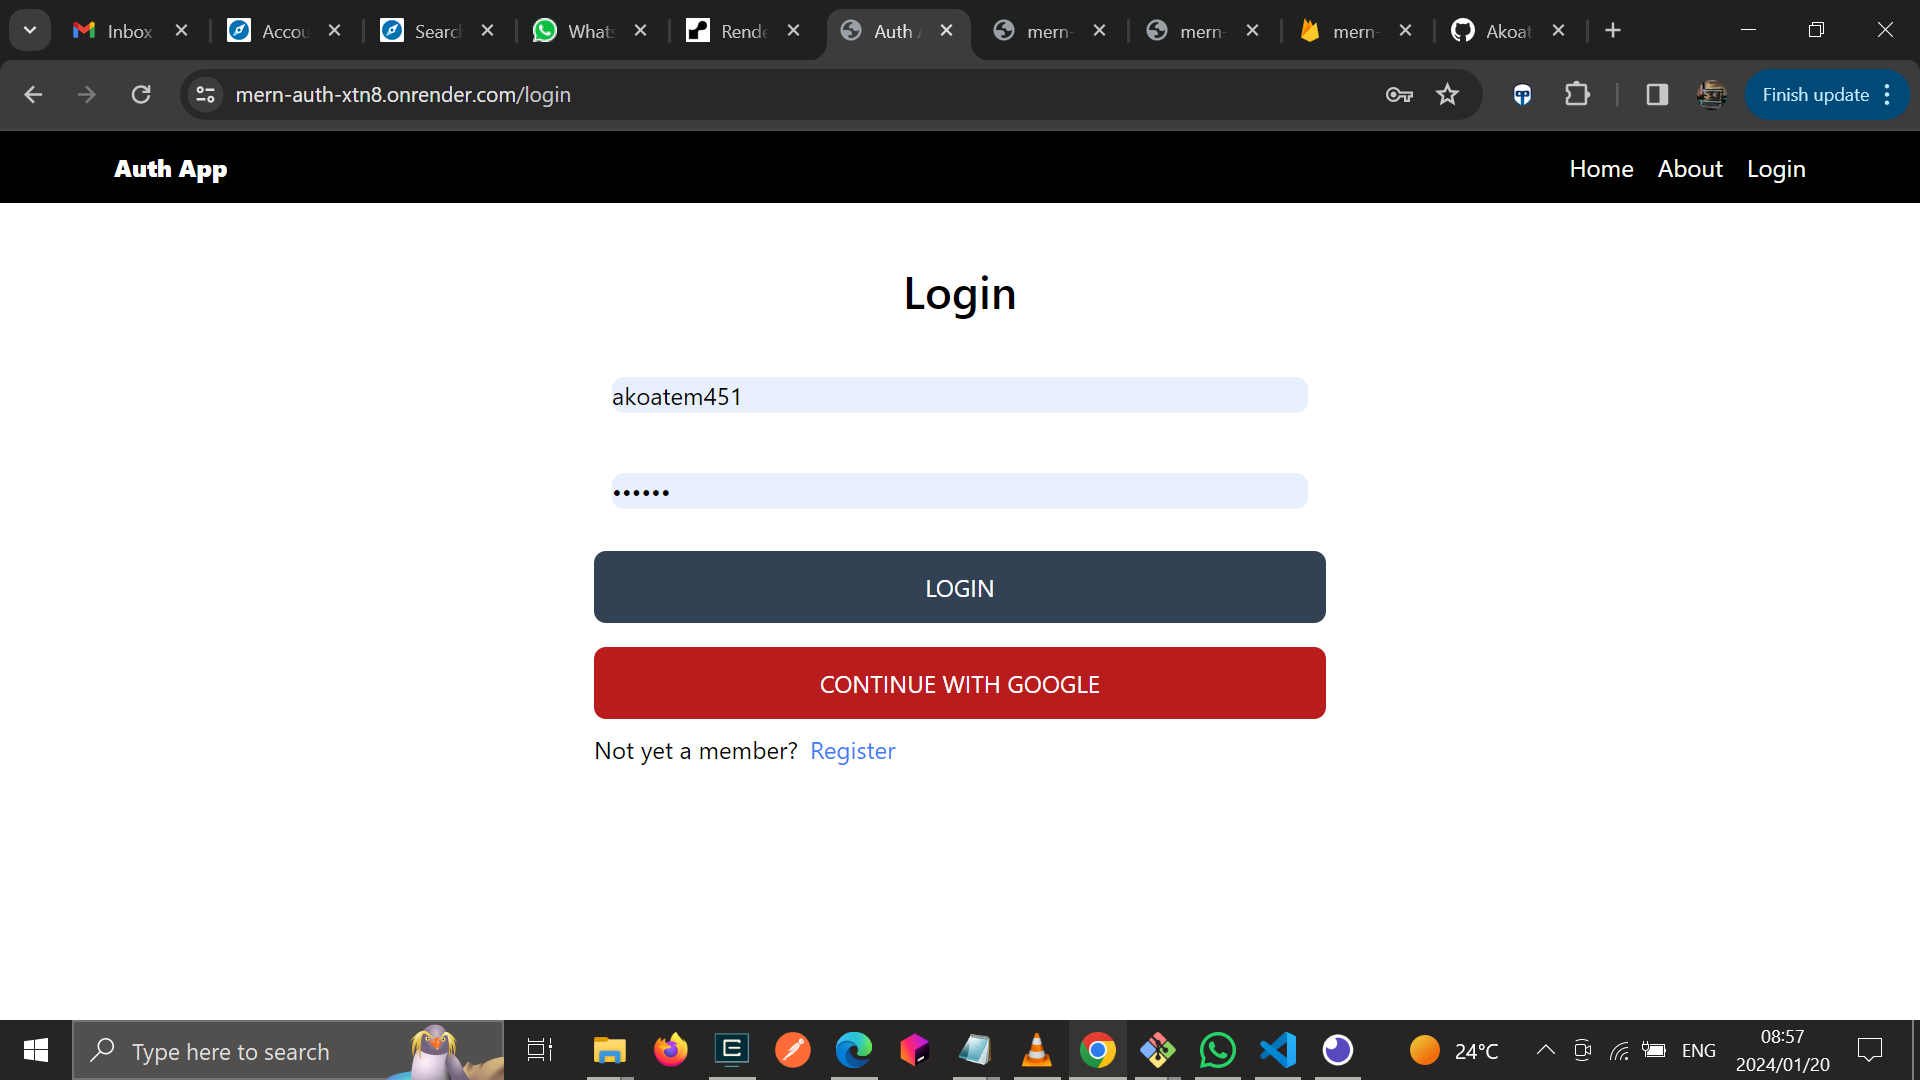 Inbox
Accou
Search
Whats
Rende
Auth
mern-
mern-
mern-
Akoat
mern-auth-xtn8.onrender.com/login
Finish update
Auth App
Home About Login
Login
akoatem451
••••••
LOGIN
CONTINUE WITH GOOGLE
Not yet a member? Register
Type here to search
24°C
ENG
08:57
2024/01/20